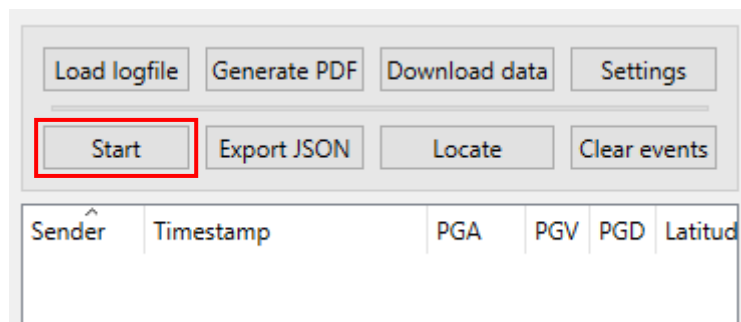 Load logfile Generate PDF Download data Settings
Start Export JSON Locate Clear events
Sender Timestamp PGA PGV PGD Latitud